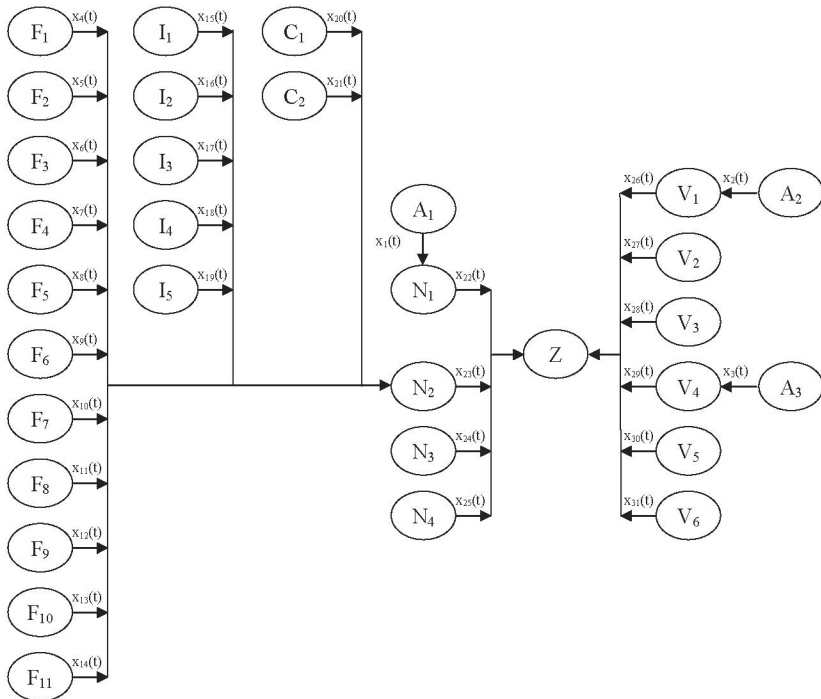 F₁ x₄(t) I₁ x₁₅(t) C₁ x₂₀(t)
F₂ x₅(t) I₂ x₁₆(t) C₂ x₂₁(t)
F₃ x₆(t) I₃ x₁₇(t)
F₄ x₇(t) I₄ x₁₈(t)
F₅ x₈(t) I₅ x₁₉(t)
F₆ x₉(t)
F₇ x₁₀(t)
F₈ x₁₁(t)
F₉ x₁₂(t)
F₁₀ x₁₃(t)
F₁₁ x₁₄(t)
A₁
x₁(t)
N₁ x₂₂(t)
N₂ x₂₃(t)
N₃ x₂₄(t)
N₄ x₂₅(t)
Z
x₂₆(t) V₁ x₂(t) A₂
x₂₇(t) V₂
x₂₈(t) V₃
x₂₉(t) V₄ x₃(t) A₃
x₃₀(t) V₅
x₃₁(t) V₆